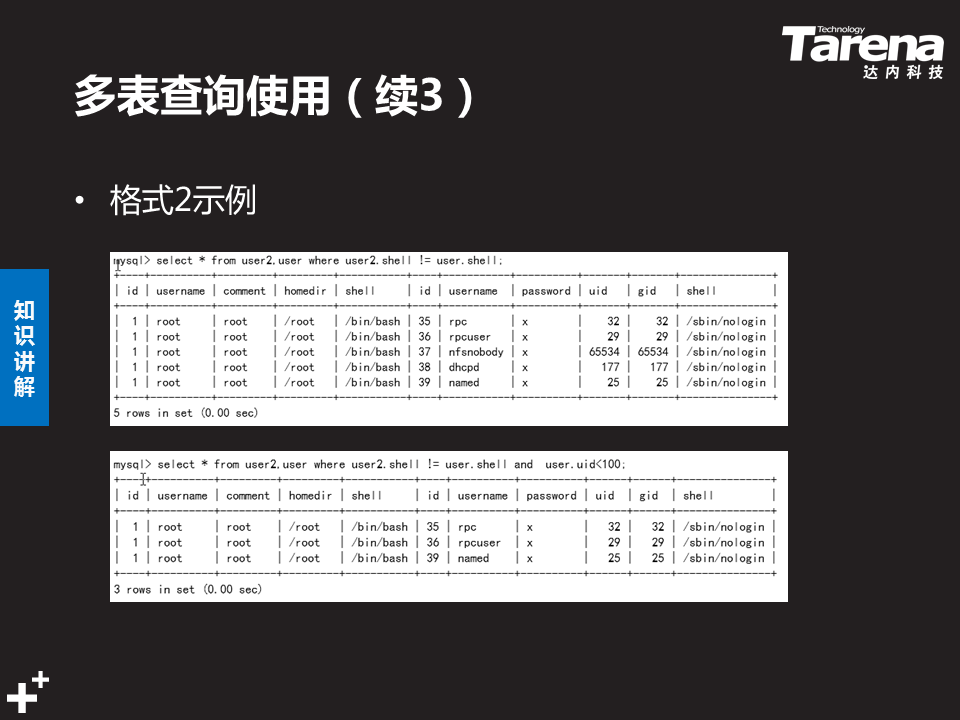 Technology
Tarena
达内科技
多表查询使用（续3）
• 格式2示例
知识讲解
mysql> select * from user2,user where user2.shell != user.shell;
+----+----------+---------+---------+-----------+----+-----------+----------+-------+-------+---------------+
| id | username | comment | homedir | shell     | id | username  | password | uid   | gid   | shell         |
+----+----------+---------+---------+-----------+----+-----------+----------+-------+-------+---------------+
|  1 | root     | root    | /root   | /bin/bash | 35 | rpc       | x        |    32 |    32 | /sbin/nologin |
|  1 | root     | root    | /root   | /bin/bash | 36 | rpcuser   | x        |    29 |    29 | /sbin/nologin |
|  1 | root     | root    | /root   | /bin/bash | 37 | nfsnobody | x        | 65534 | 65534 | /sbin/nologin |
|  1 | root     | root    | /root   | /bin/bash | 38 | dhcpd     | x        |   177 |   177 | /sbin/nologin |
|  1 | root     | root    | /root   | /bin/bash | 39 | named     | x        |    25 |    25 | /sbin/nologin |
+----+----------+---------+---------+-----------+----+-----------+----------+-------+-------+---------------+
5 rows in set (0.00 sec)
mysql> select * from user2,user where user2.shell != user.shell and  user.uid<100;
+----+----------+---------+---------+-----------+----+----------+----------+------+------+---------------+
| id | username | comment | homedir | shell     | id | username | password | uid  | gid  | shell         |
+----+----------+---------+---------+-----------+----+----------+----------+------+------+---------------+
|  1 | root     | root    | /root   | /bin/bash | 35 | rpc      | x        |   32 |   32 | /sbin/nologin |
|  1 | root     | root    | /root   | /bin/bash | 36 | rpcuser  | x        |   29 |   29 | /sbin/nologin |
|  1 | root     | root    | /root   | /bin/bash | 39 | named    | x        |   25 |   25 | /sbin/nologin |
+----+----------+---------+---------+-----------+----+----------+----------+------+------+---------------+
3 rows in set (0.00 sec)